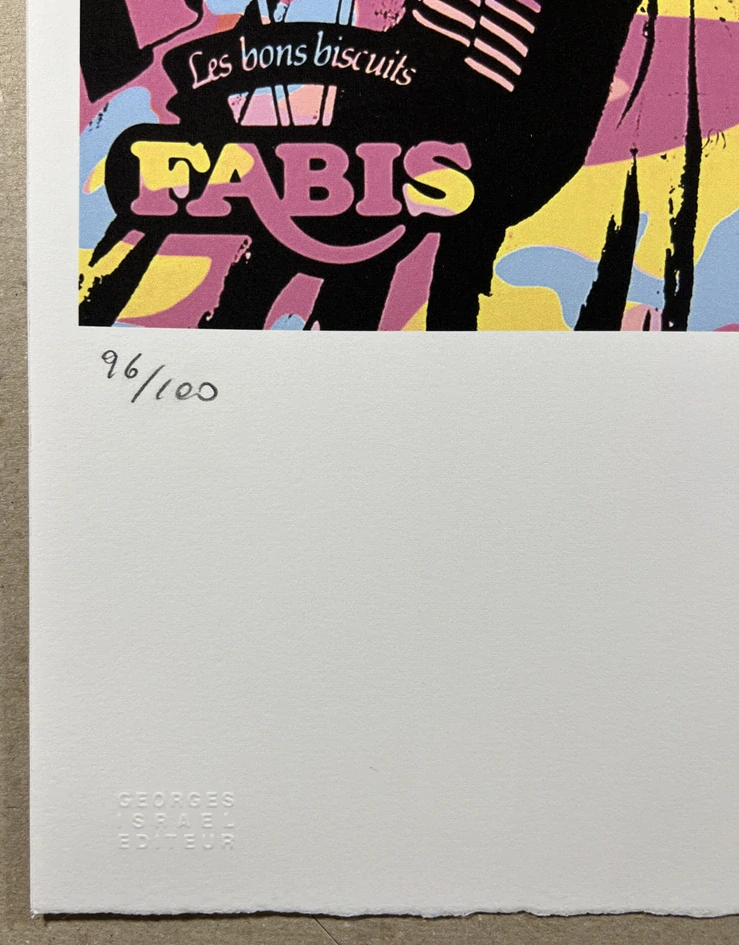 Les bons biscuits
FABIS
96/100
GEORGES
ISRAEL
EDITEUR